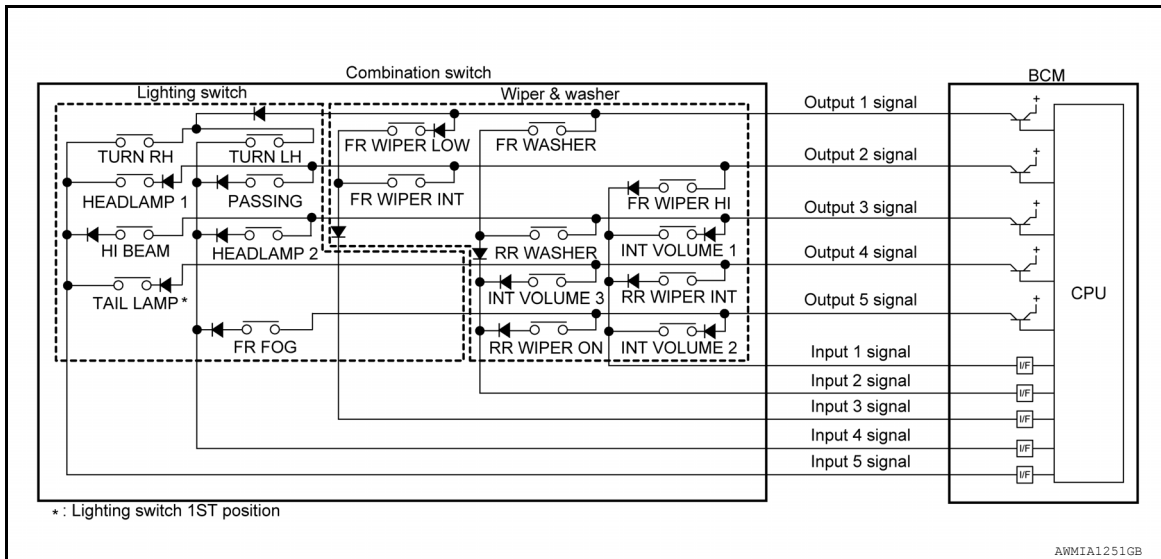 Combination switch
BCM
Lighting switch
Wiper & washer
Output 1 signal
+
TURN RH
TURN LH
FR WIPER LOW
FR WASHER
Output 2 signal
+
HEADLAMP 1
PASSING
FR WIPER INT
FR WIPER HI
Output 3 signal
+
HI BEAM
HEADLAMP 2
RR WASHER
INT VOLUME 1
Output 4 signal
+
TAIL LAMP *
INT VOLUME 3
RR WIPER INT
CPU
Output 5 signal
+
FR FOG
RR WIPER ON
INT VOLUME 2
Input 1 signal
I/F
Input 2 signal
I/F
Input 3 signal
I/F
Input 4 signal
I/F
Input 5 signal
I/F
* : Lighting switch 1ST position
AWMIA1251GB